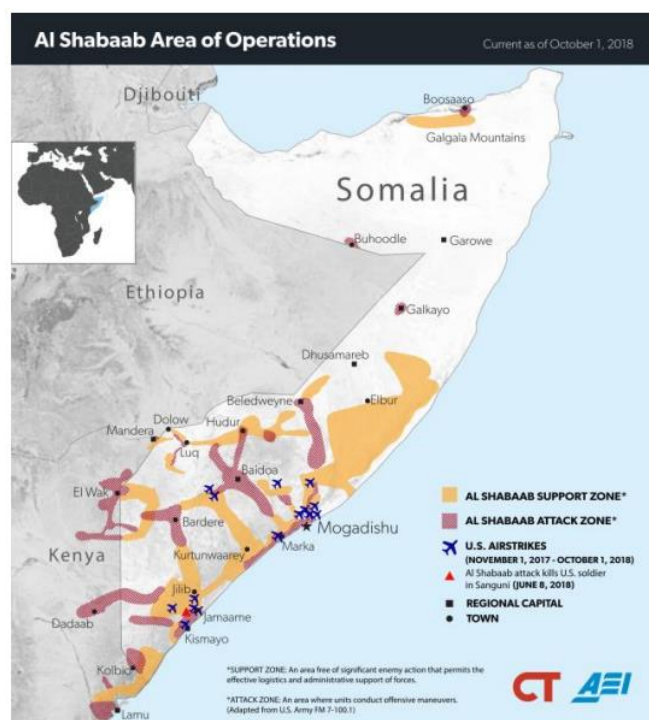 Al Shabaab Area of Operations
Current as of October 1, 2018
Djibouti
Boosaaso
Galgala Mountains
Somalia
Buhoodle
Garowe
Ethiopia
Galkayo
Dhusamareb
Beledweyne
Elbur
Dolow
Hudur
Mandera
Luq
Baidoa
El Wak
Bardere
Mogadishu
Marka
Kenya
Kurtunwaarey
Jilib
Jamaame
Dadaab
Kismayo
Kolbio
Lamu
AL SHABAAB SUPPORT ZONE*
AL SHABAAB ATTACK ZONE*
U.S. AIRSTRIKES
(NOVEMBER 1, 2017 - OCTOBER 1, 2018)
Al Shabaab attack kills U.S. soldier
in Sanguni (JUNE 8, 2018)
REGIONAL CAPITAL
TOWN
*SUPPORT ZONE: An area free of significant enemy action that permits the
effective logistics and administrative support of forces.
*ATTACK ZONE: An area where units conduct offensive maneuvers.
(Adapted from U.S. Army FM 7-100.1)
CT AEI